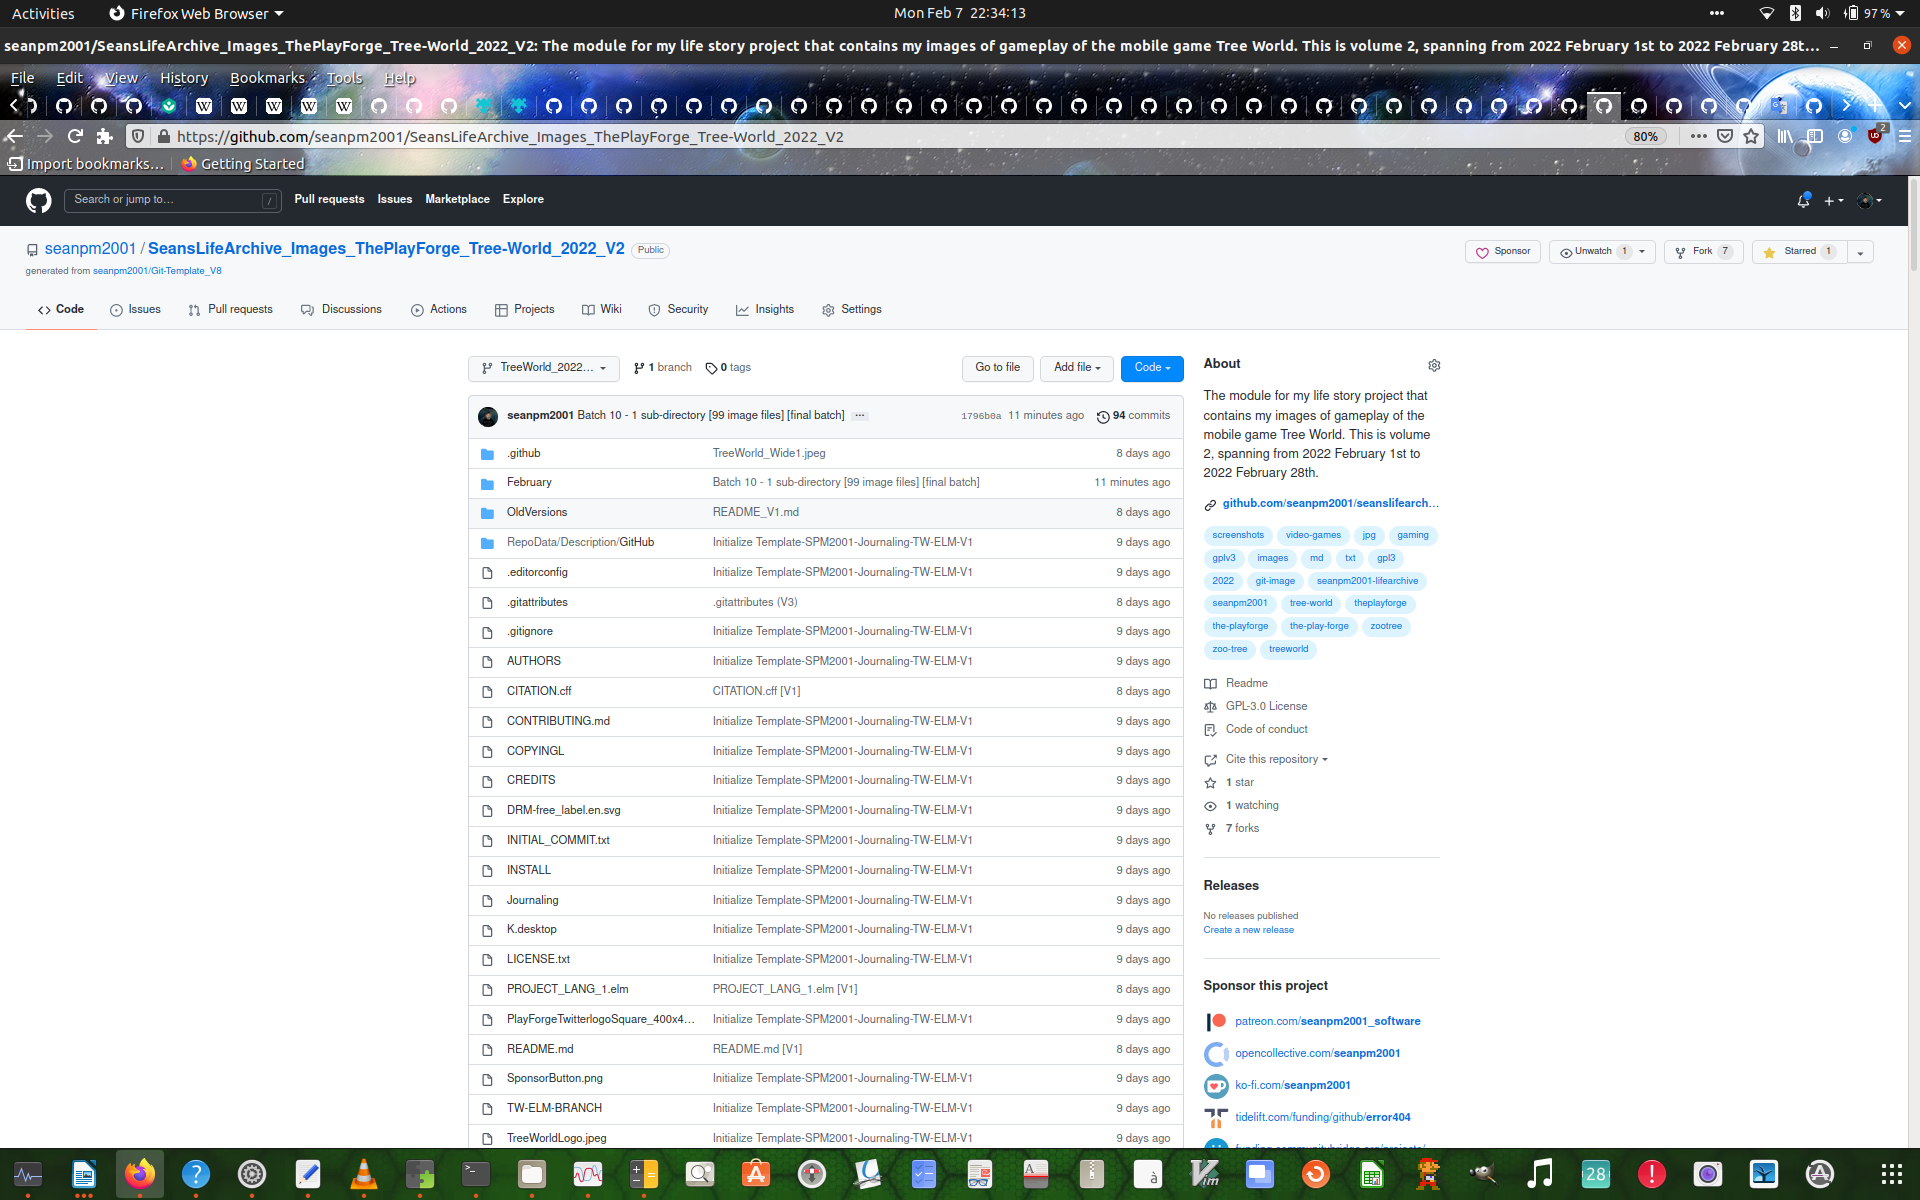 Activities Firefox Web Browser Mon Feb 7 22:34:13 97 %
seanpm2001/SeansLifeArchive_Images_ThePlayForge_Tree-World_2022_V2: The module for my life story project that contains my images of gameplay of the mobile game Tree World. This is volume 2, spanning from 2022 February 1st to 2022 February 28t…
File Edit View History Bookmarks Tools Help
https://github.com/seanpm2001/SeansLifeArchive_Images_ThePlayForge_Tree-World_2022_V2 80% 2
Import bookmarks… Getting Started
Search or jump to… / Pull requests Issues Marketplace Explore
seanpm2001 / SeansLifeArchive_Images_ThePlayForge_Tree-World_2022_V2 Public Sponsor Unwatch 1 Fork 7 Starred 1
generated from seanpm2001/Git-Template_V8
Code Issues Pull requests Discussions Actions Projects Wiki Security Insights Settings
TreeWorld_2022… 1 branch 0 tags Go to file Add file Code
seanpm2001 Batch 10 - 1 sub-directory [99 image files] [final batch] … 1796b0a 11 minutes ago 94 commits
.github TreeWorld_Wide1.jpeg 8 days ago
February Batch 10 - 1 sub-directory [99 image files] [final batch] 11 minutes ago
OldVersions README_V1.md 8 days ago
RepoData/Description/GitHub Initialize Template-SPM2001-Journaling-TW-ELM-V1 9 days ago
.editorconfig Initialize Template-SPM2001-Journaling-TW-ELM-V1 9 days ago
.gitattributes .gitattributes (V3) 8 days ago
.gitignore Initialize Template-SPM2001-Journaling-TW-ELM-V1 9 days ago
AUTHORS Initialize Template-SPM2001-Journaling-TW-ELM-V1 9 days ago
CITATION.cff CITATION.cff [V1] 8 days ago
CONTRIBUTING.md Initialize Template-SPM2001-Journaling-TW-ELM-V1 9 days ago
COPYINGL Initialize Template-SPM2001-Journaling-TW-ELM-V1 9 days ago
CREDITS Initialize Template-SPM2001-Journaling-TW-ELM-V1 9 days ago
DRM-free_label.en.svg Initialize Template-SPM2001-Journaling-TW-ELM-V1 9 days ago
INITIAL_COMMIT.txt Initialize Template-SPM2001-Journaling-TW-ELM-V1 9 days ago
INSTALL Initialize Template-SPM2001-Journaling-TW-ELM-V1 9 days ago
Journaling Initialize Template-SPM2001-Journaling-TW-ELM-V1 9 days ago
K.desktop Initialize Template-SPM2001-Journaling-TW-ELM-V1 9 days ago
LICENSE.txt Initialize Template-SPM2001-Journaling-TW-ELM-V1 9 days ago
PROJECT_LANG_1.elm PROJECT_LANG_1.elm [V1] 8 days ago
PlayForgeTwitterlogoSquare_400x4… Initialize Template-SPM2001-Journaling-TW-ELM-V1 9 days ago
README.md README.md [V1] 8 days ago
SponsorButton.png Initialize Template-SPM2001-Journaling-TW-ELM-V1 9 days ago
TW-ELM-BRANCH Initialize Template-SPM2001-Journaling-TW-ELM-V1 9 days ago
TreeWorldLogo.jpeg Initialize Template-SPM2001-Journaling-TW-ELM-V1 9 days ago
About
The module for my life story project that
contains my images of gameplay of the
mobile game Tree World. This is volume
2, spanning from 2022 February 1st to
2022 February 28th.
github.com/seanpm2001/seanslifearch…
screenshots video-games jpg gaming
gplv3 images md txt gpl3
2022 git-image seanpm2001-lifearchive
seanpm2001 tree-world theplayforge
the-playforge the-play-forge zootree
zoo-tree treeworld
Readme
GPL-3.0 License
Code of conduct
Cite this repository
1 star
1 watching
7 forks
Releases
No releases published
Create a new release
Sponsor this project
patreon.com/seanpm2001_software
opencollective.com/seanpm2001
ko-fi.com/seanpm2001
tidelift.com/funding/github/error404
28